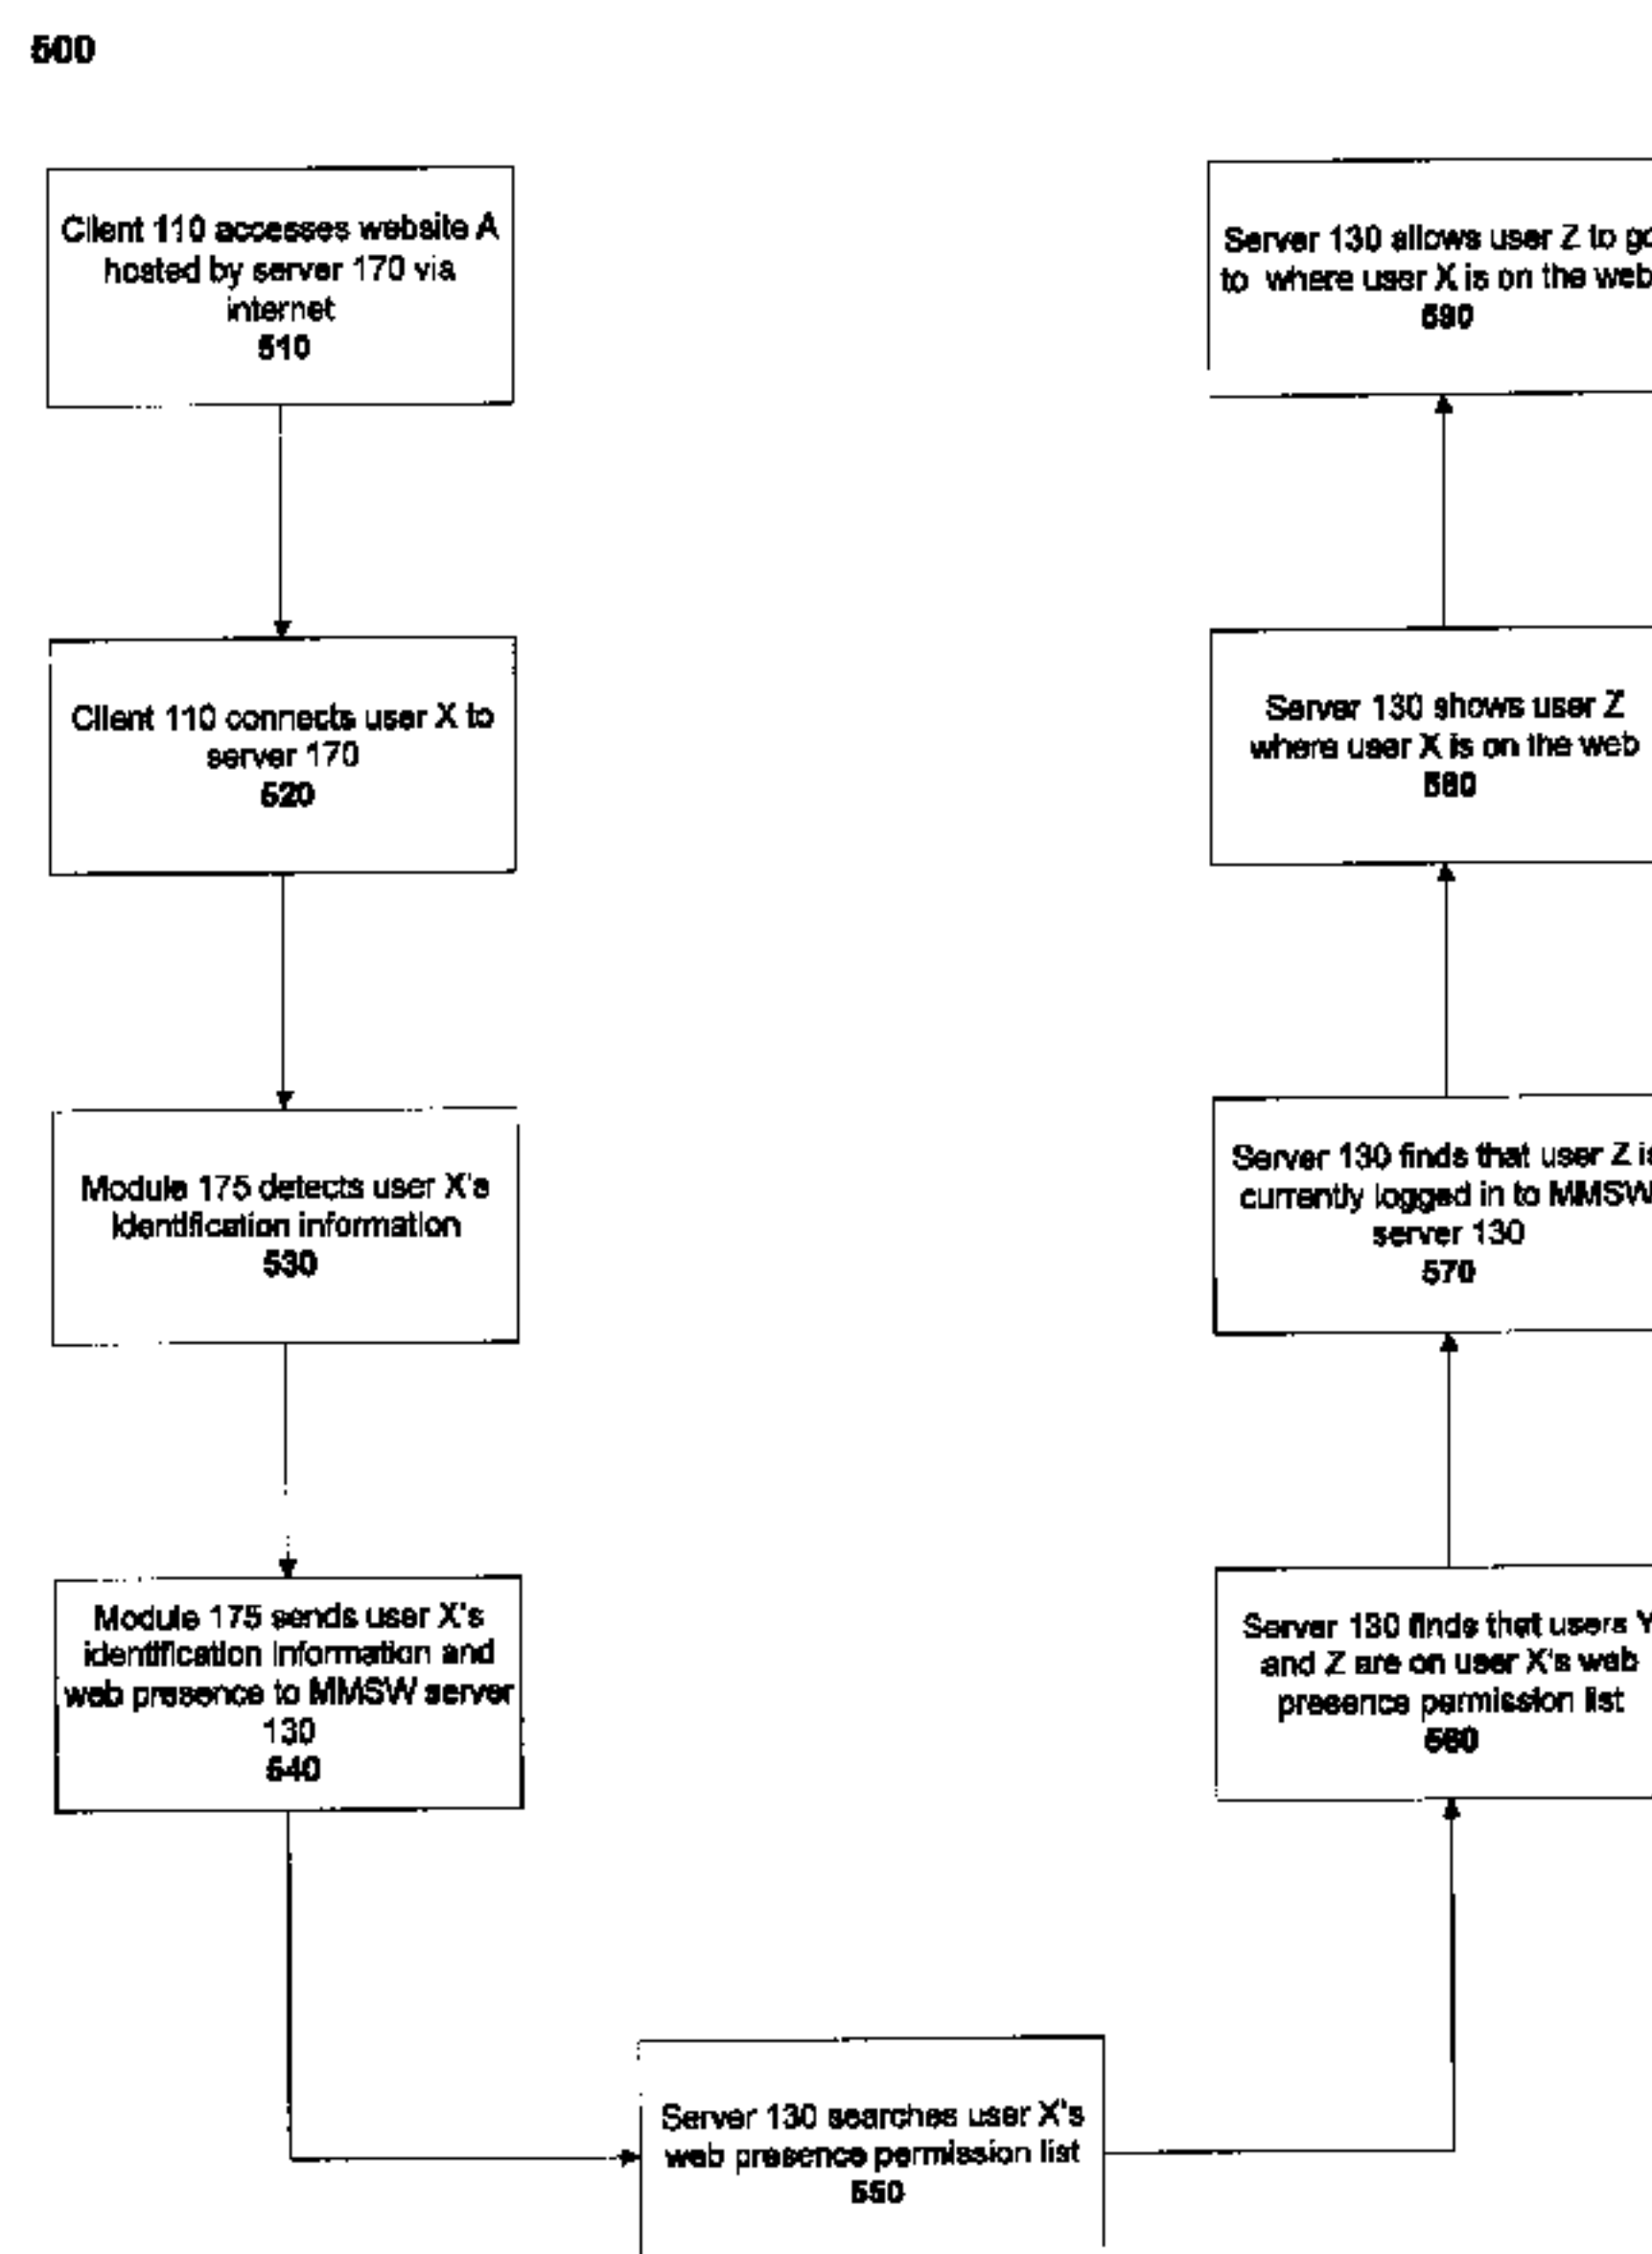 500
Client 110 accesses website A
hosted by server 170 via
internet
510
Client 110 connects user X to
server 170
520
Module 175 detects user X's
identification information
530
Module 175 sends user X's
identification information and
web presence to MMSW server
130
540
Server 130 searches user X's
web presence permission list
550
Server 130 finds that users Y
and Z are on user X's web
presence permission list
560
Server 130 finds that user Z is
currently logged in to MMSW
server 130
570
Server 130 shows user Z
where user X is on the web
580
Server 130 allows user Z to go
to where user X is on the web
590